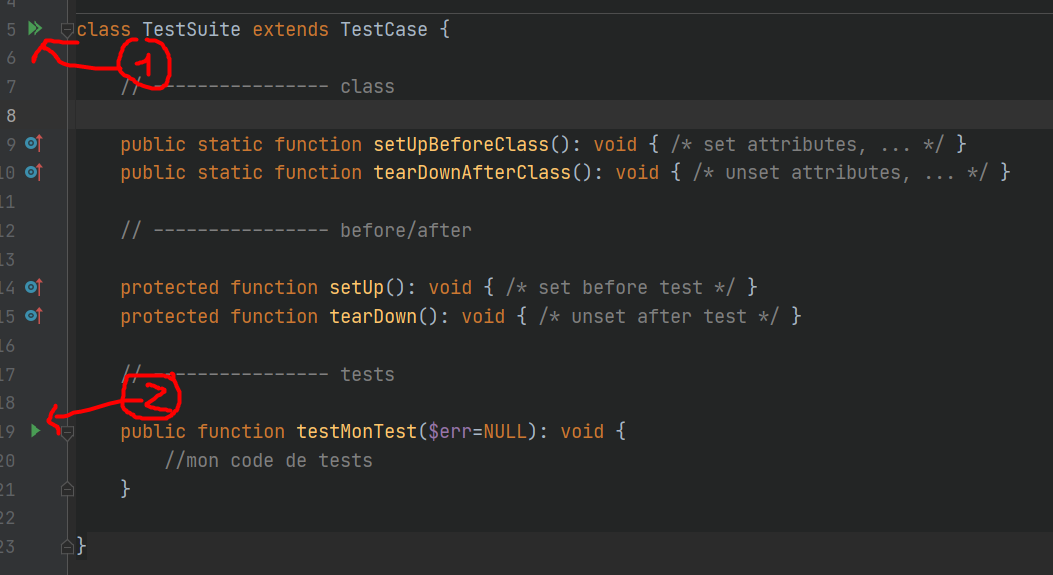 4
5 class TestSuite extends TestCase {
6 1
7 // ---------------- class
8
9 public static function setUpBeforeClass(): void { /* set attributes, ... */ }
10 public static function tearDownAfterClass(): void { /* unset attributes, ... */ }
11
12 // ---------------- before/after
13
14 protected function setUp(): void { /* set before test */ }
15 protected function tearDown(): void { /* unset after test */ }
16
17 // ---------------- tests
18 2
19 public function testMonTest($err=NULL): void {
20 //mon code de tests
21 }
22
23 }